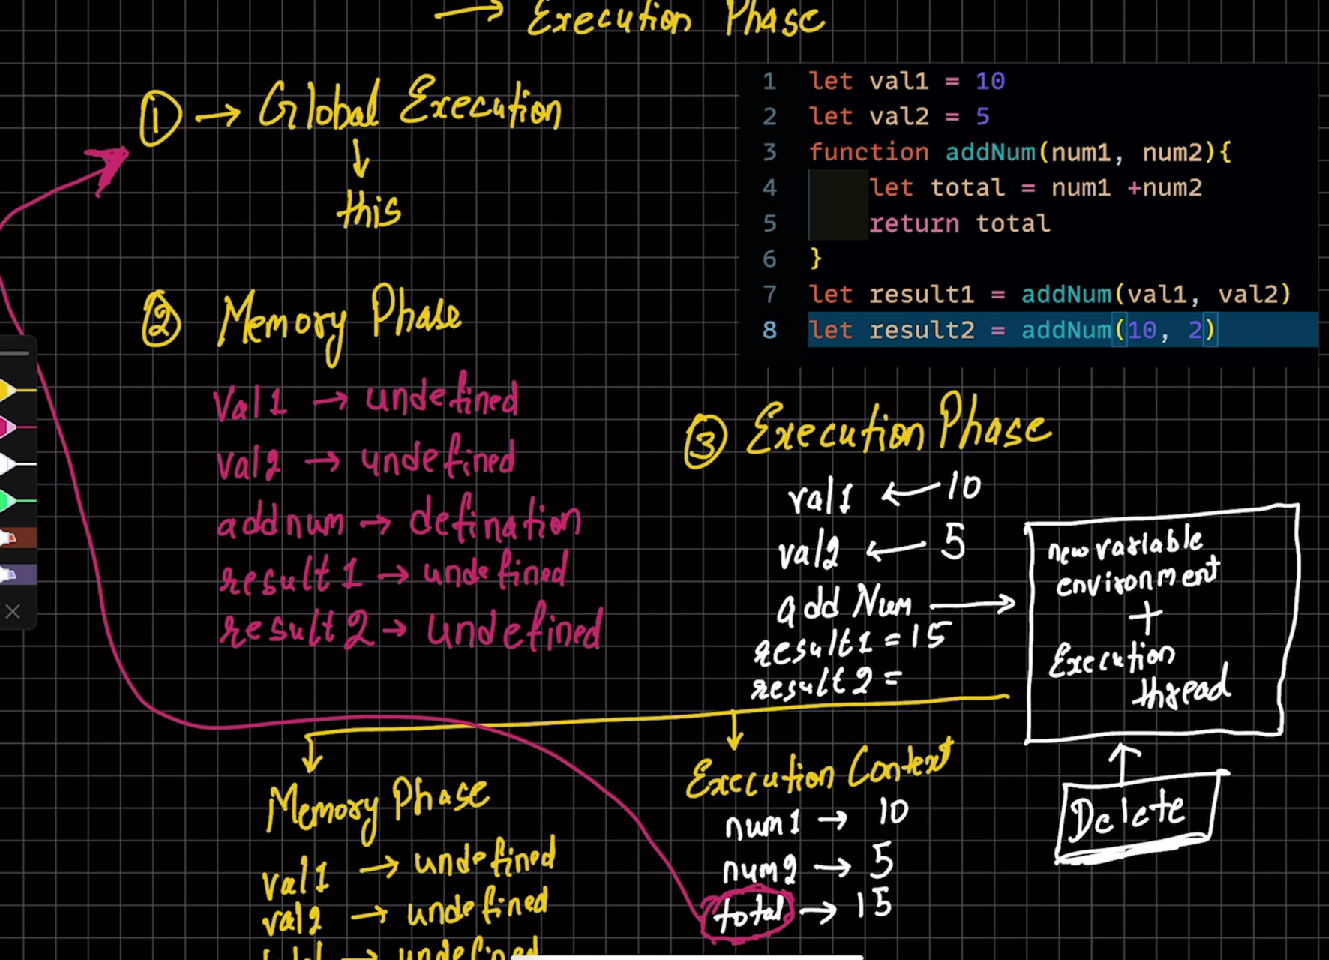 → Execution Phase
① → Global Execution
↓
this
② Memory Phase
val1 → undefined
val2 → undefined
addnum → defination
result1 → undefined
result2 → undefined
1 let val1 = 10
2 let val2 = 5
3 function addNum(num1, num2){
4 let total = num1 +num2
5 return total
6 }
7 let result1 = addNum(val1, val2)
8 let result2 = addNum(10, 2)
③ Execution Phase
val1 ← 10
val2 ← 5
add Num →
result1 = 15
result2 =
new variable
environment
+
Execution
thread
Delete
Memory Phase
val1 → undefined
val2 → undefined
→ undefined
Execution Context
num1 → 10
num2 → 5
total → 15